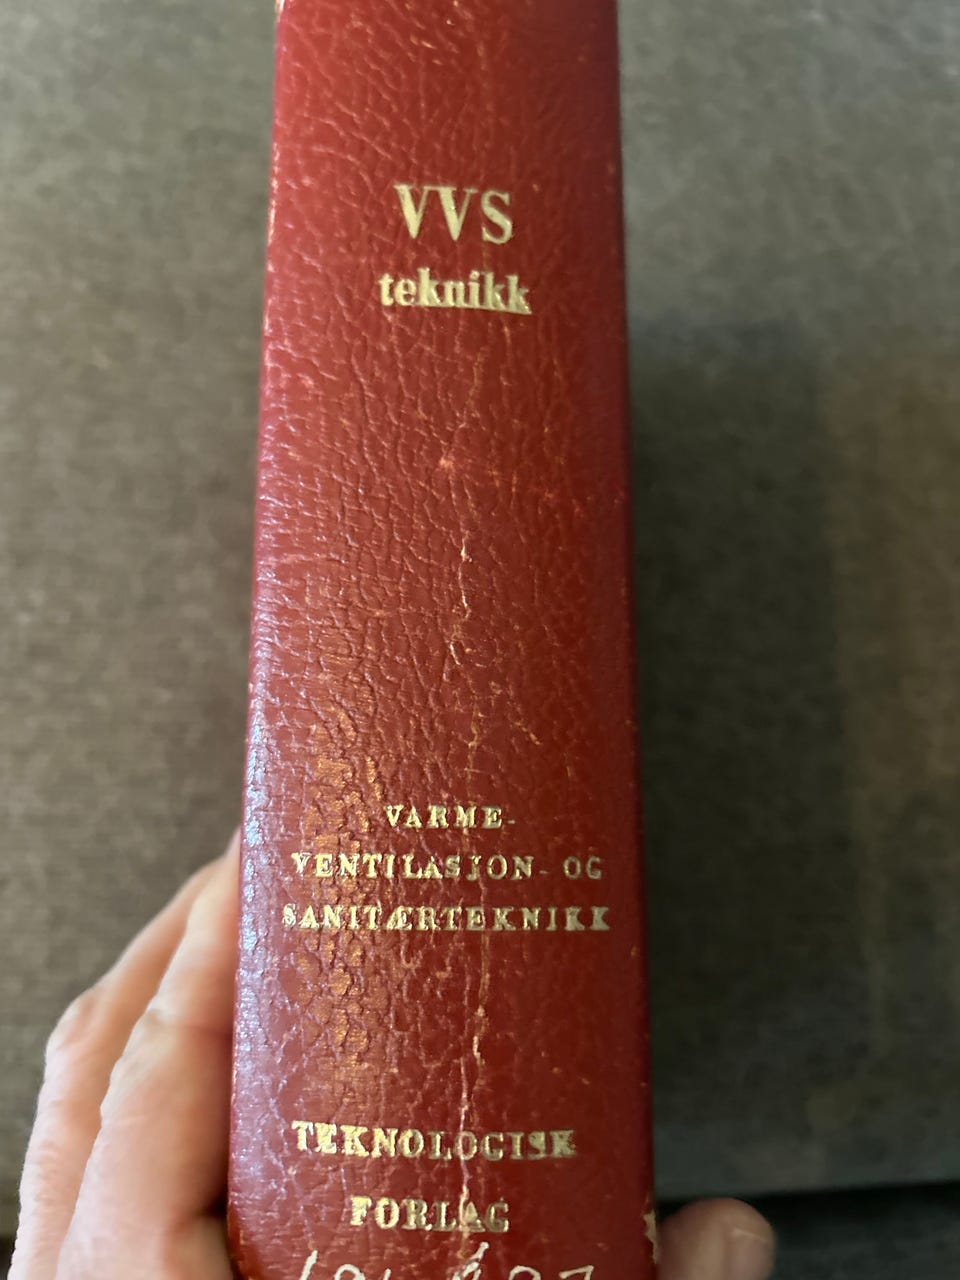 VVS
teknikk
VARME-
VENTILASJON- OG
SANITÆRTEKNIKK
TEKNOLOGISK
FORLAG